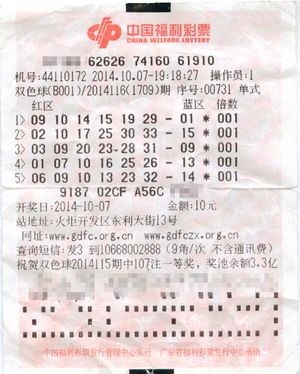 中国福利彩票
CHINA WELFARE LOTTERY
62626 74160 61910
机号:44110172 2014.10.07-19:18:27 操作员:1
双色球(B001)/2014116(1709)期 序号:00731 单式
红区 蓝区 倍数
1> 09 10 14 15 19 29 - 01 * 001
2> 02 09 10 14 15 23 - 08 * 001
3> 03 09 20 23 28 31 - 09 * 001
4> 01 07 10 23 25 32 - 13 * 001
5> 06 10 13 16 26 33 - 14 * 001
9187 02CF A56C
开奖日:2014-10-07 金额:10元
站地址:火炬开发区东利大街13号
网址:www.gdfc.org.cn www.gdfczx.org.cn
查询短信:发3 到10668002888 (9角/次 不含通讯费)
祝贺双色球2014115期中107注一等奖,奖池余额3.3亿
中国福利彩票发行管理中心发行 广东省福利彩票发行中心承销